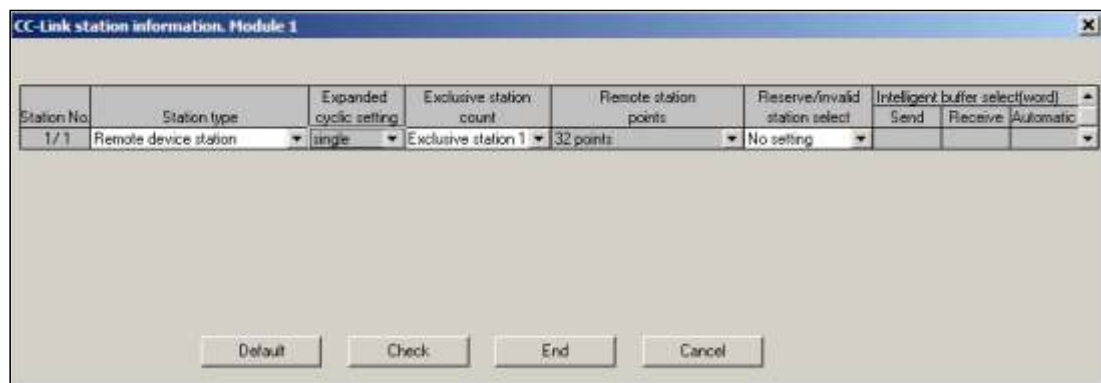 CC-Link station information. Module 1
Expanded Exclusive station Remote station Reserve/invalid Intelligent buffer select(word)
Station No. Station type cyclic setting count points station select Send Receive Automatic
1/1 Remote device station single Exclusive station 1 32 points No setting
Default Check End Cancel